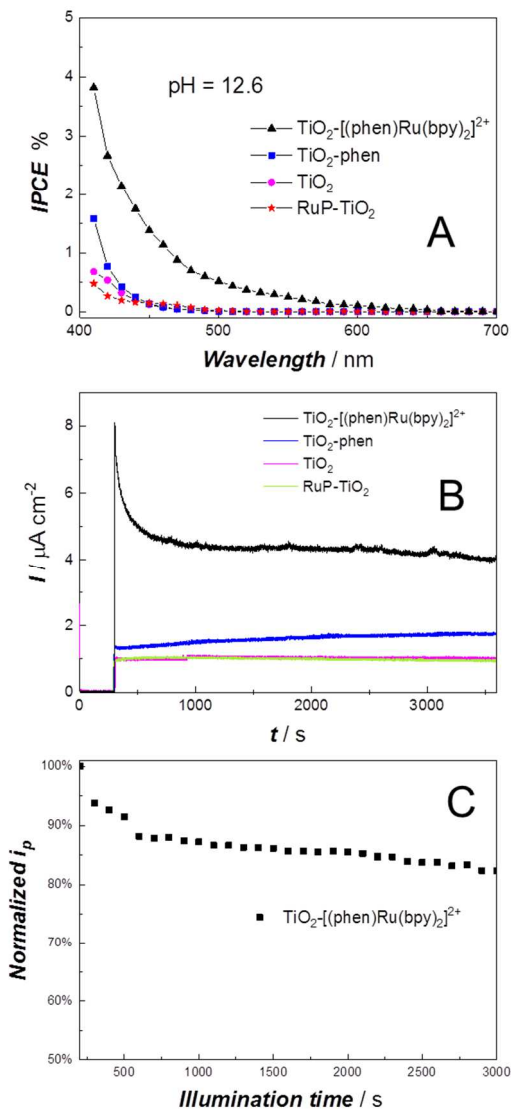 5
4
3
2
1
0
IPCE %
pH = 12.6
TiO₂-[(phen)Ru(bpy)₂]²⁺
TiO₂-phen
TiO₂
RuP-TiO₂
A
400
500
600
700
Wavelength / nm
8
6
4
2
0
I / μA cm⁻²
TiO₂-[(phen)Ru(bpy)₂]²⁺
TiO₂-phen
TiO₂
RuP-TiO₂
B
0
1000
2000
3000
t / s
100%
90%
80%
70%
60%
50%
Normalized iₚ
C
TiO₂-[(phen)Ru(bpy)₂]²⁺
500
1000
1500
2000
2500
3000
Illumination time / s